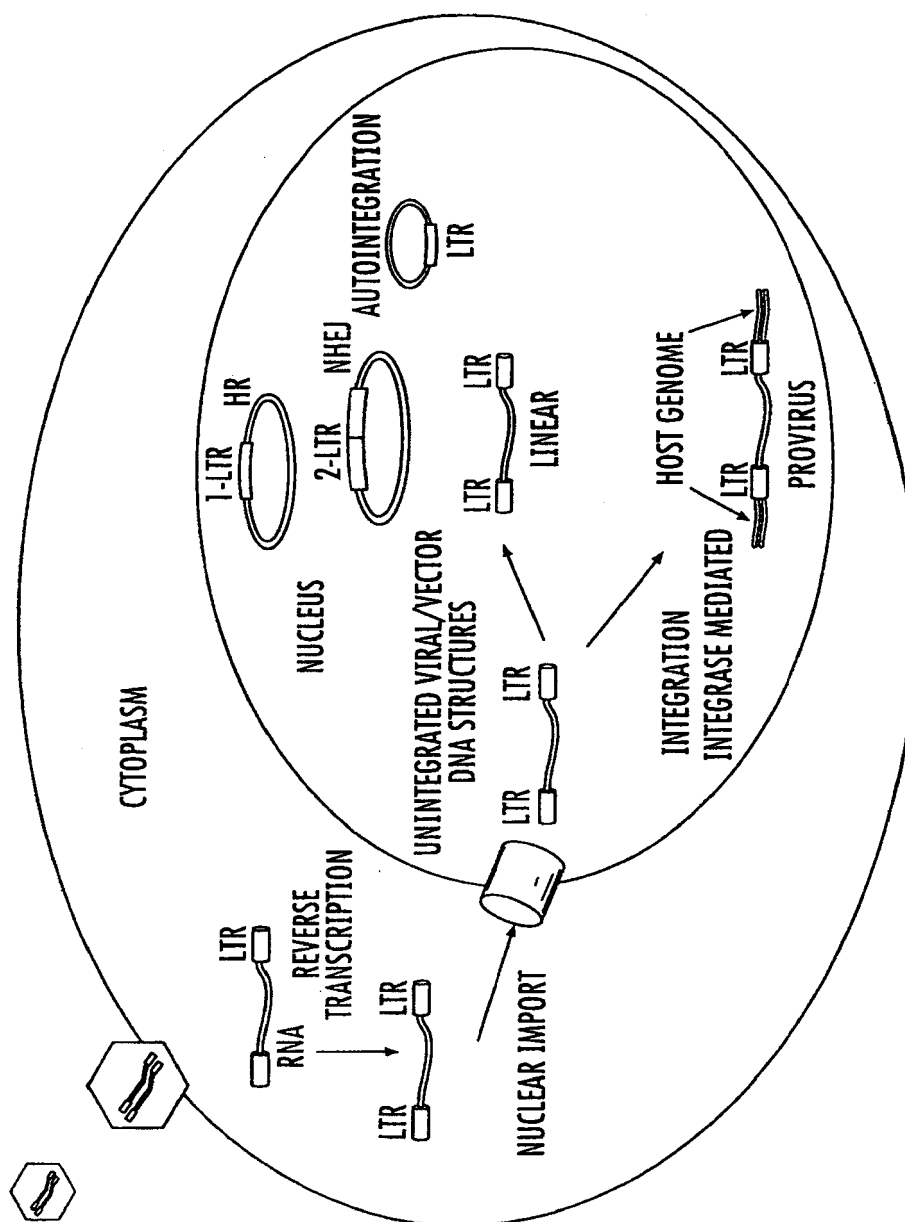 CYTOPLASM
NUCLEUS
1-LTR
HR
2-LTR
NHEJ
AUTOINTEGRATION
LTR
LTR
RNA
REVERSE
TRANSCRIPTION
LTR
LTR
NUCLEAR IMPORT
UNINTEGRATED VIRAL/VECTOR
DNA STRUCTURES
LTR
LTR
LTR
LTR
LINEAR
INTEGRATION
INTEGRASE MEDIATED
HOST GENOME
LTR
LTR
PROVIRUS